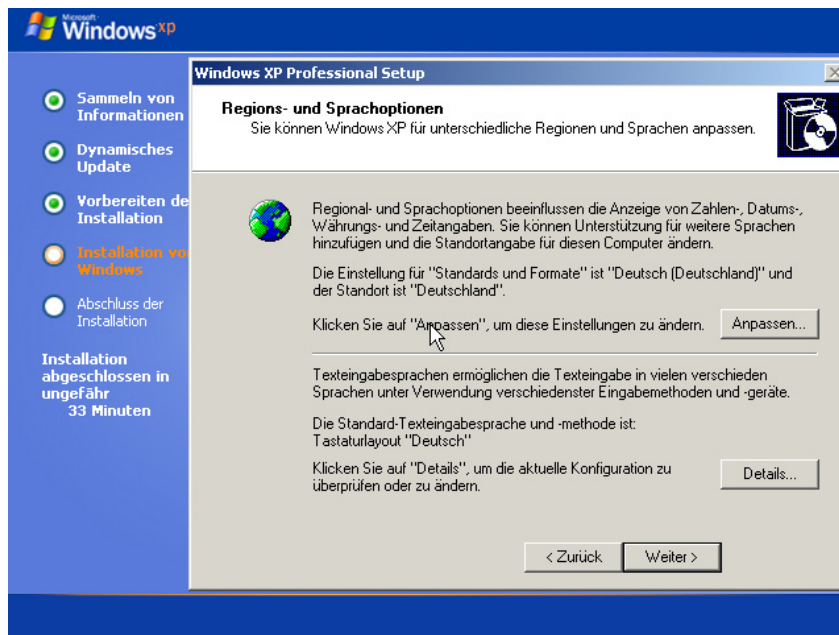 Microsoft
Windows xp
Sammeln von
Informationen
Dynamisches
Update
Vorbereiten de
Installation
Installation vo
Windows
Abschluss der
Installation
Installation
abgeschlossen in
ungefähr
33 Minuten
Windows XP Professional Setup
Regions- und Sprachoptionen
Sie können Windows XP für unterschiedliche Regionen und Sprachen anpassen.
Regional- und Sprachoptionen beeinflussen die Anzeige von Zahlen-, Datums-,
Währungs- und Zeitangaben. Sie können Unterstützung für weitere Sprachen
hinzufügen und die Standortangabe für diesen Computer ändern.
Die Einstellung für "Standards und Formate" ist "Deutsch (Deutschland)" und
der Standort ist "Deutschland".
Klicken Sie auf "Anpassen", um diese Einstellungen zu ändern.
Anpassen...
Texteingabesprachen ermöglichen die Texteingabe in vielen verschieden
Sprachen unter Verwendung verschiedenster Eingabemethoden und -geräte.
Die Standard-Texteingabesprache und -methode ist:
Tastaturlayout "Deutsch"
Klicken Sie auf "Details", um die aktuelle Konfiguration zu
überprüfen oder zu ändern.
Details...
< Zurück
Weiter >